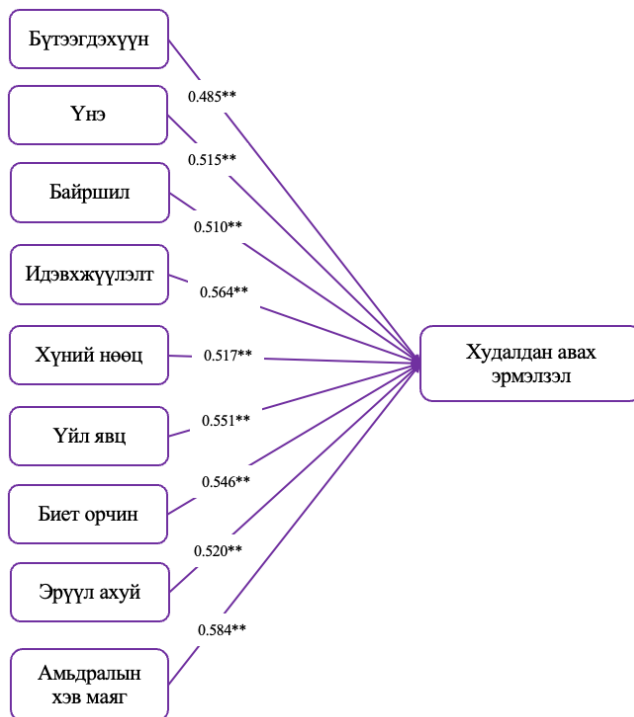 Бүтээгдэхүүн
0.485**
Үнэ
0.515**
Байршил
0.510**
Идэвхжүүлэлт
0.564**
Хүний нөөц
0.517**
Худалдан авах
эрмэлзэл
Үйл явц
0.551**
Биет орчин
0.546**
Эрүүл ахуй
0.520**
Амьдралын
хэв маяг
0.584**